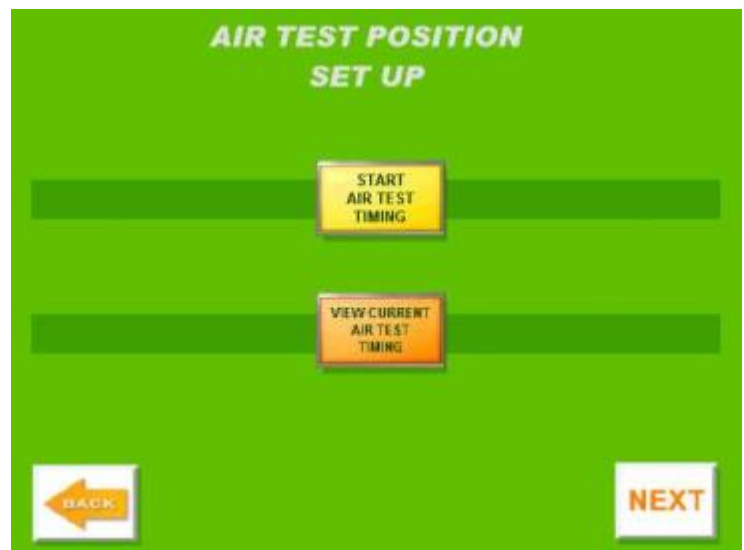 AIR TEST POSITION
SET UP
START
AIR TEST
TIMING
VIEW CURRENT
AIR TEST
TIMING
BACK
NEXT